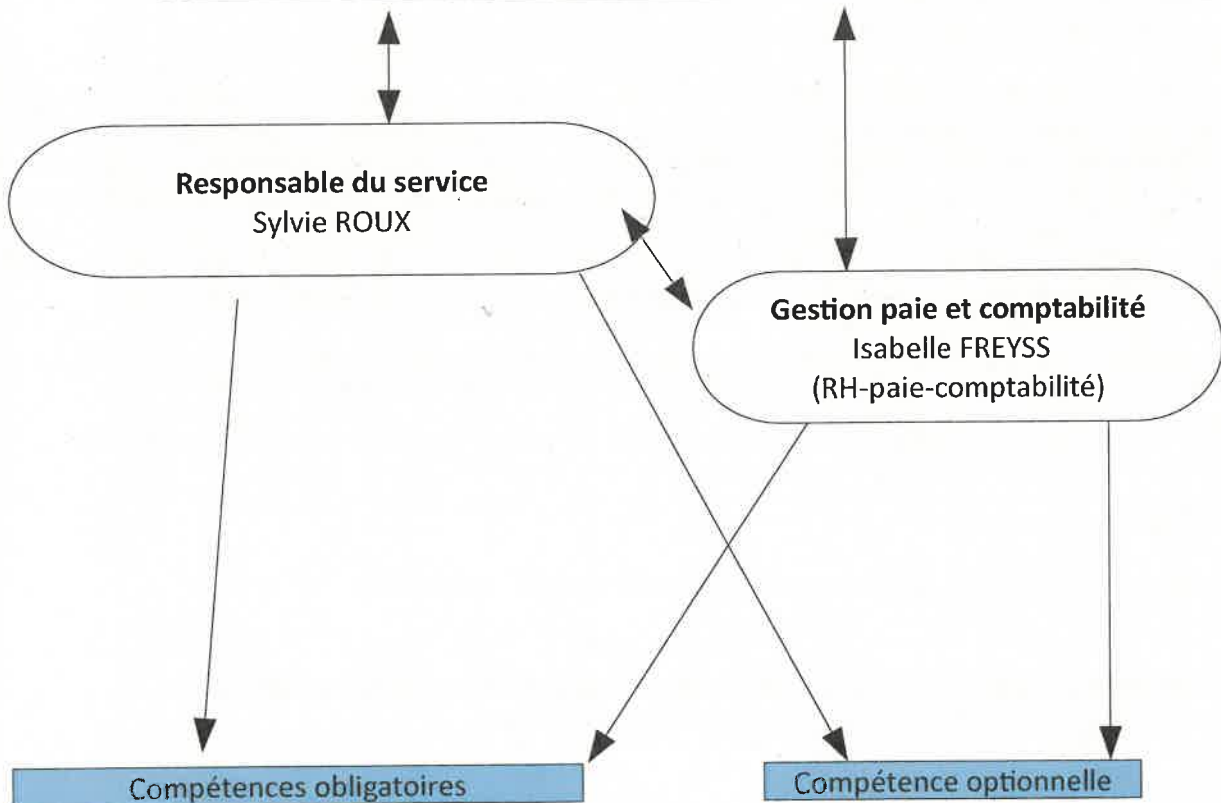 Responsable du service
Sylvie ROUX
Gestion paie et comptabilité
Isabelle FREYSS
(RH-paie-comptabilité)
Compétences obligatoires
Compétence optionnelle